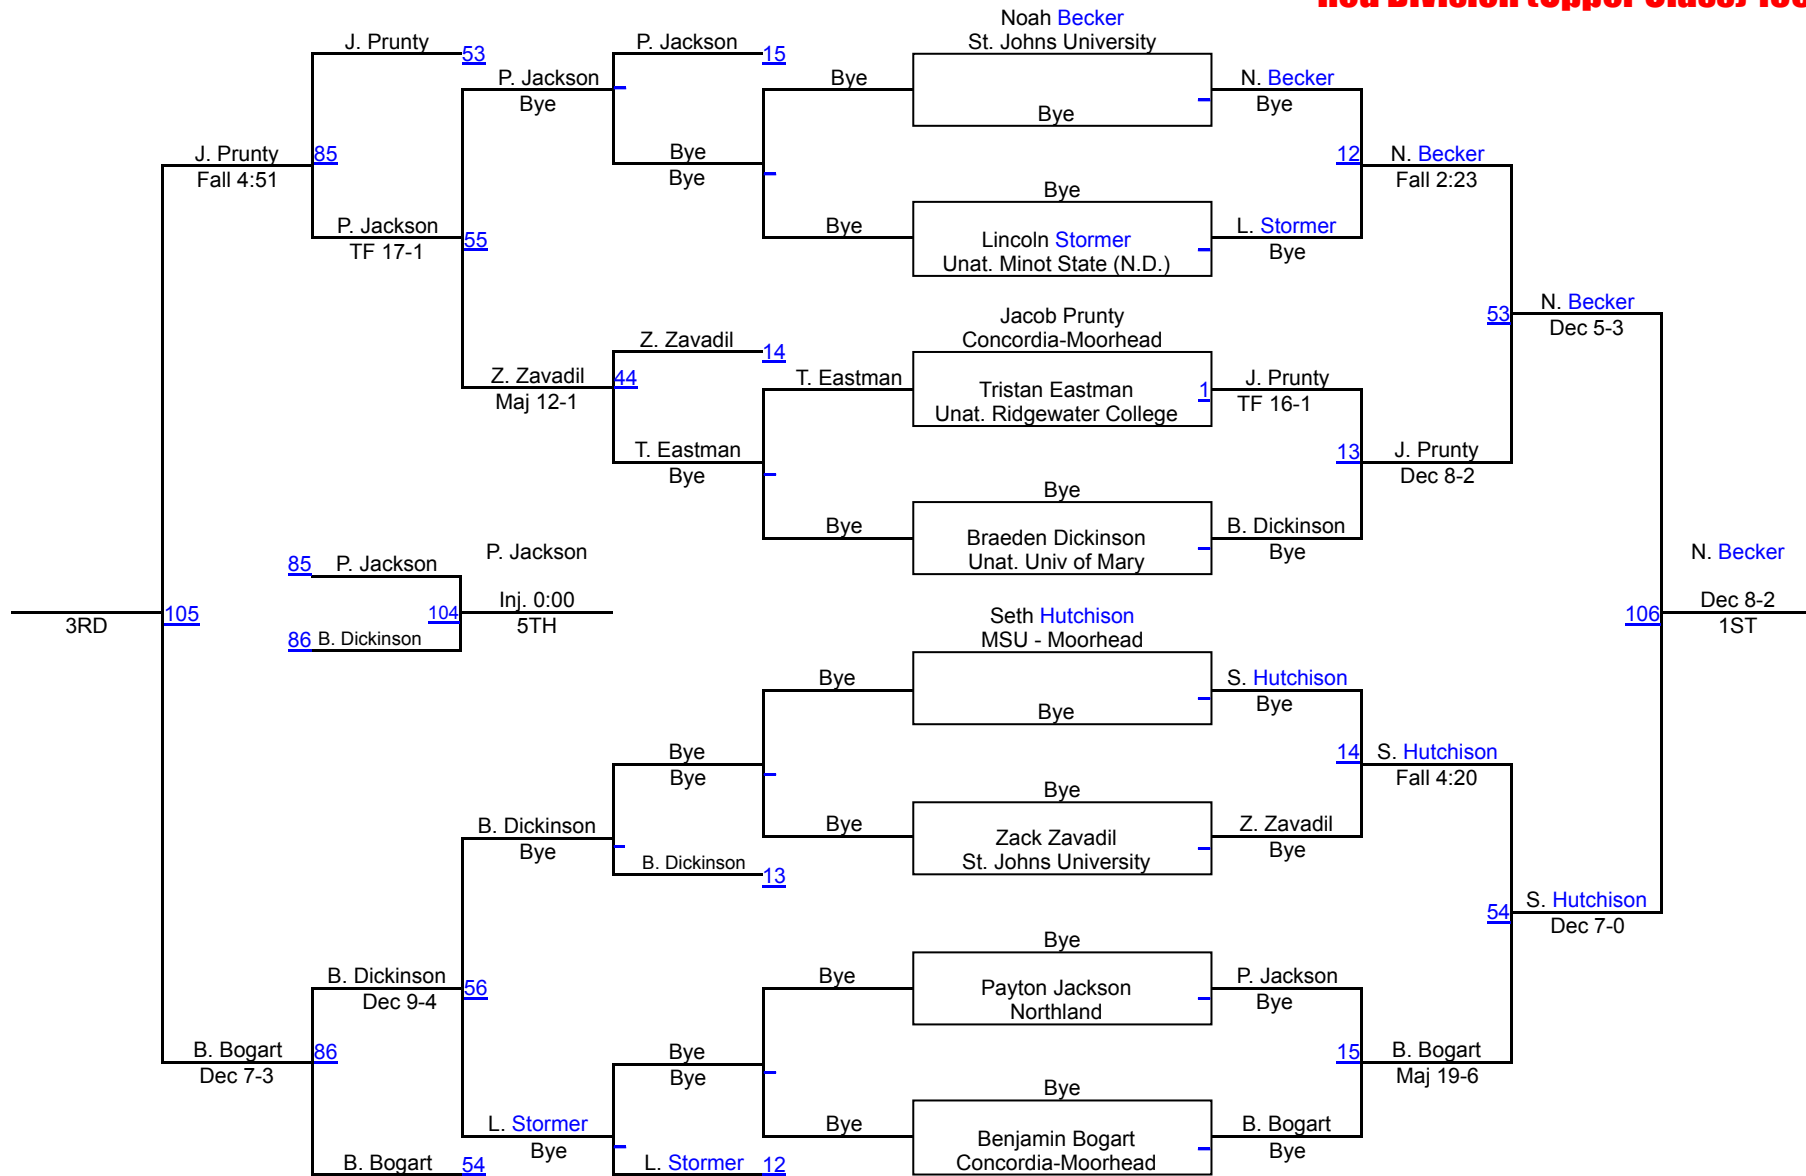 Red Division (Upper Class)
Noah Becker
J. Prunty
P. Jackson
St. Johns University
53
15
P. Jackson
Bye
N. Becker
Bye
Bye
Bye
J. Prunty
85
Bye
12
N. Becker
Fall 4:51
Bye
Fall 2:23
Bye
P. Jackson
Bye
L. Stormer
TF 17-1
55
Lincoln Stormer
Bye
Unat. Minot State (N.D.)
Jacob Prunty
N. Becker
Z. Zavadil
Concordia-Moorhead
53
Dec 5-3
14
Z. Zavadil
44
T. Eastman
Tristan Eastman
1
J. Prunty
Maj 12-1
Unat. Ridgewater College
TF 16-1
T. Eastman
13
J. Prunty
Bye
Dec 8-2
Bye
Bye
Braeden Dickinson
B. Dickinson
Unat. Univ of Mary
Bye
P. Jackson
N. Becker
85
P. Jackson
Inj. 0:00
Dec 8-2
105
104
106
3RD
5TH
1ST
86
B. Dickinson
Seth Hutchison
MSU - Moorhead
Bye
S. Hutchison
Bye
Bye
Bye
14
S. Hutchison
Bye
Fall 4:20
Bye
B. Dickinson
Bye
Zack Zavadil
Z. Zavadil
Bye
St. Johns University
Bye
B. Dickinson
13
54
S. Hutchison
Dec 7-0
Bye
B. Dickinson
56
Bye
Payton Jackson
P. Jackson
Dec 9-4
Northland
Bye
B. Bogart
86
Bye
15
B. Bogart
Dec 7-3
Bye
Maj 19-6
Bye
L. Stormer
Bye
Benjamin Bogart
B. Bogart
Bye
Concordia-Moorhead
Bye
B. Bogart
54
L. Stormer
12